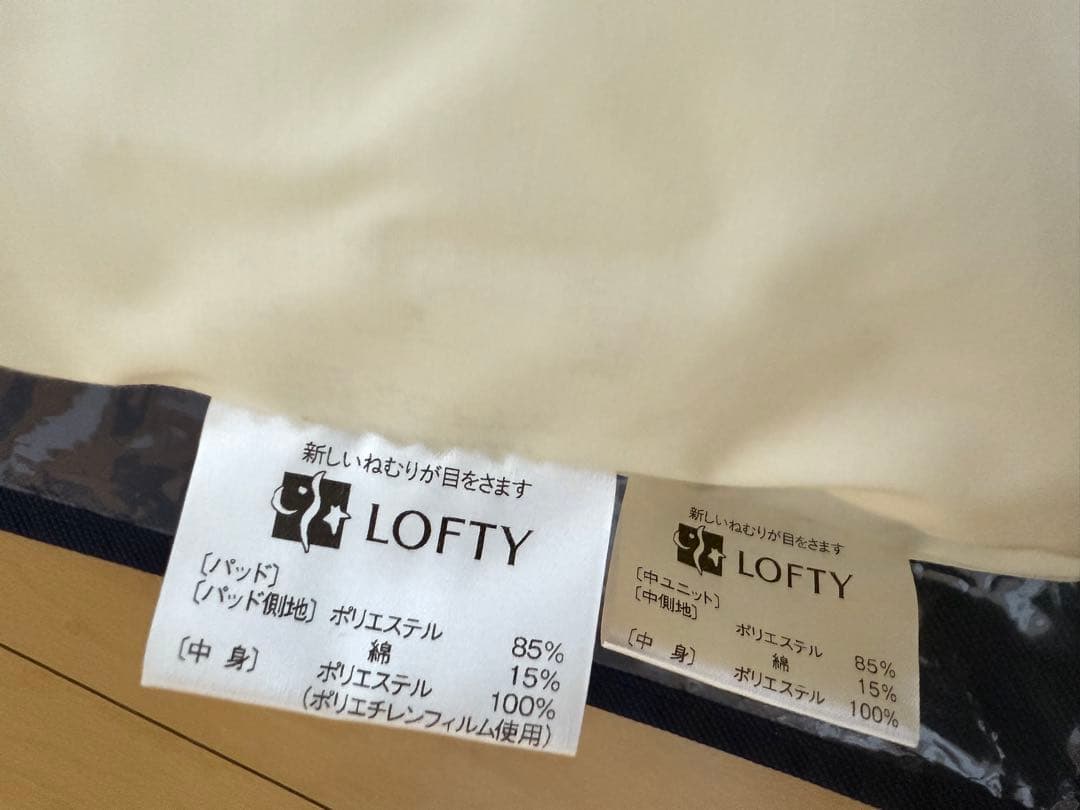 新しいねむりが目をさます
LOFTY
〔パッド〕
〔パッド側地〕 ポリエステル 85%
綿 15%
〔中 身〕 ポリエステル 100%
(ポリエチレンフィルム使用)
新しいねむりが目をさます
LOFTY
〔中ユニット〕
〔中側地〕 ポリエステル 85%
綿 15%
〔中 身〕 ポリエステル 100%